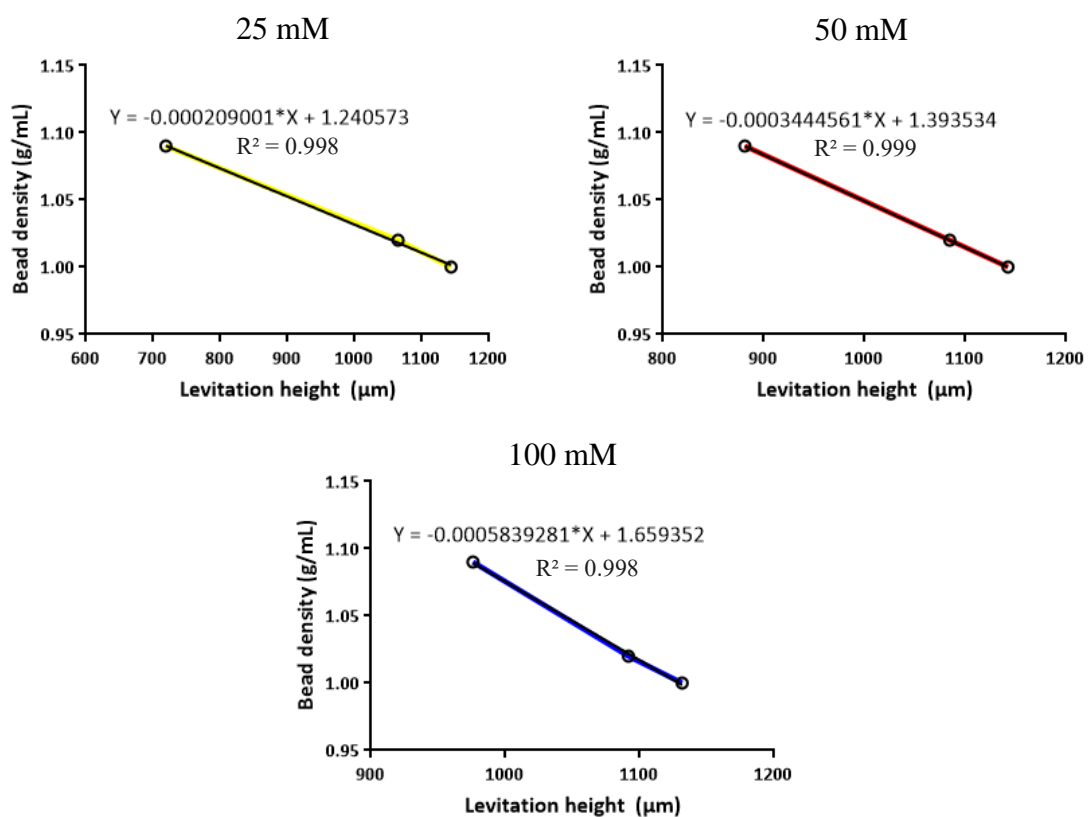 25 mM
1.15
1.10
1.05
1.00
0.95
Bead density (g/mL)
Y = -0.000209001*X + 1.240573
R² = 0.998
600 700 800 900 1000 1100 1200
Levitation height (µm)
50 mM
1.15
1.10
1.05
1.00
0.95
Bead density (g/mL)
Y = -0.0003444561*X + 1.393534
R² = 0.999
800 900 1000 1100 1200
Levitation height (µm)
100 mM
1.15
1.10
1.05
1.00
0.95
Bead density (g/mL)
Y = -0.0005839281*X + 1.659352
R² = 0.998
900 1000 1100 1200
Levitation height (µm)